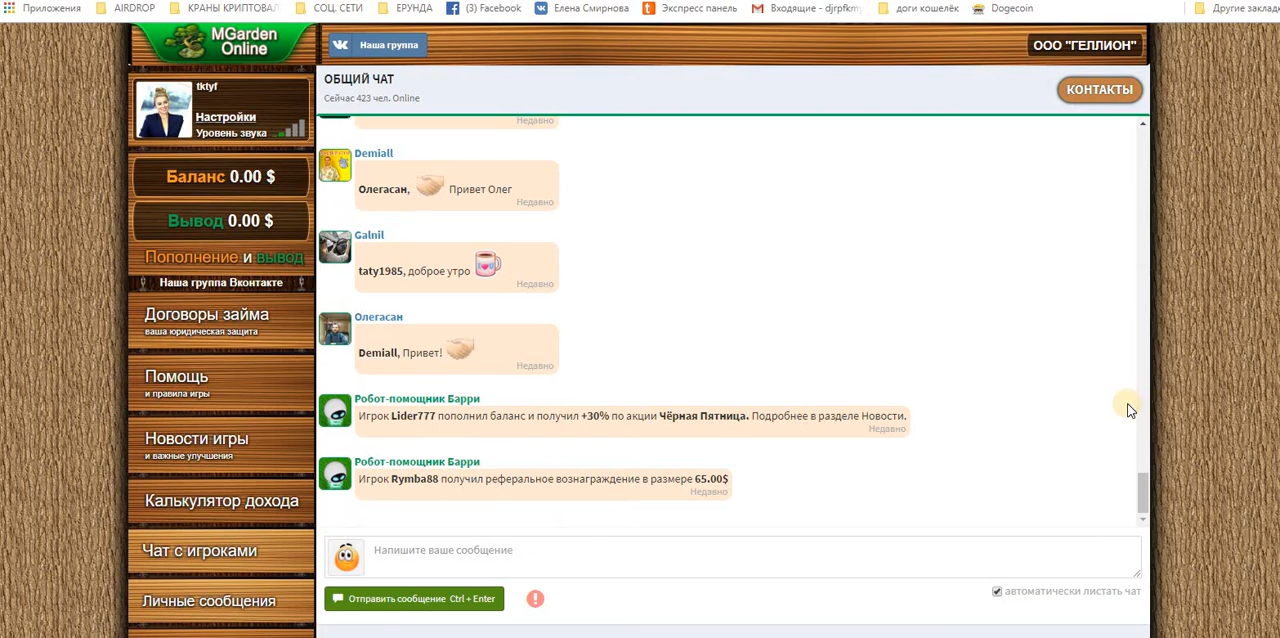 Приложения
AIRDROP
КРАНЫ КРИПТОВАЛ
СОЦ. СЕТИ
ЕРУНДА
(3) Facebook
Елена Смирнова
Экспресс панель
Входящие - djrpfkm
доги кошелёк
Dogecoin
Другие заклад
MGarden
Online
Наша группа
ООО "ГЕЛЛИОН"
tktyf
Настройки
Уровень звука
Баланс 0.00 $
Вывод 0.00 $
Пополнение и вывод
Наша группа Вконтакте
Договоры займа
ваша юридическая защита
Помощь
и правила игры
Новости игры
и важные улучшения
Калькулятор дохода
Чат с игроками
Личные сообщения
ОБЩИЙ ЧАТ
Сейчас 423 чел. Online
КОНТАКТЫ
Недавно
Demiall
Олегасан, Привет Олег
Недавно
Galnil
taty1985, доброе утро
Недавно
Олегасан
Demiall, Привет!
Недавно
Робот-помощник Барри
Игрок Lider777 пополнил баланс и получил +30% по акции Чёрная Пятница. Подробнее в разделе Новости.
Недавно
Робот-помощник Барри
Игрок Rymba88 получил реферальное вознаграждение в размере 65.00$
Недавно
Напишите ваше сообщение
Отправить сообщение Ctrl + Enter
автоматически листать чат